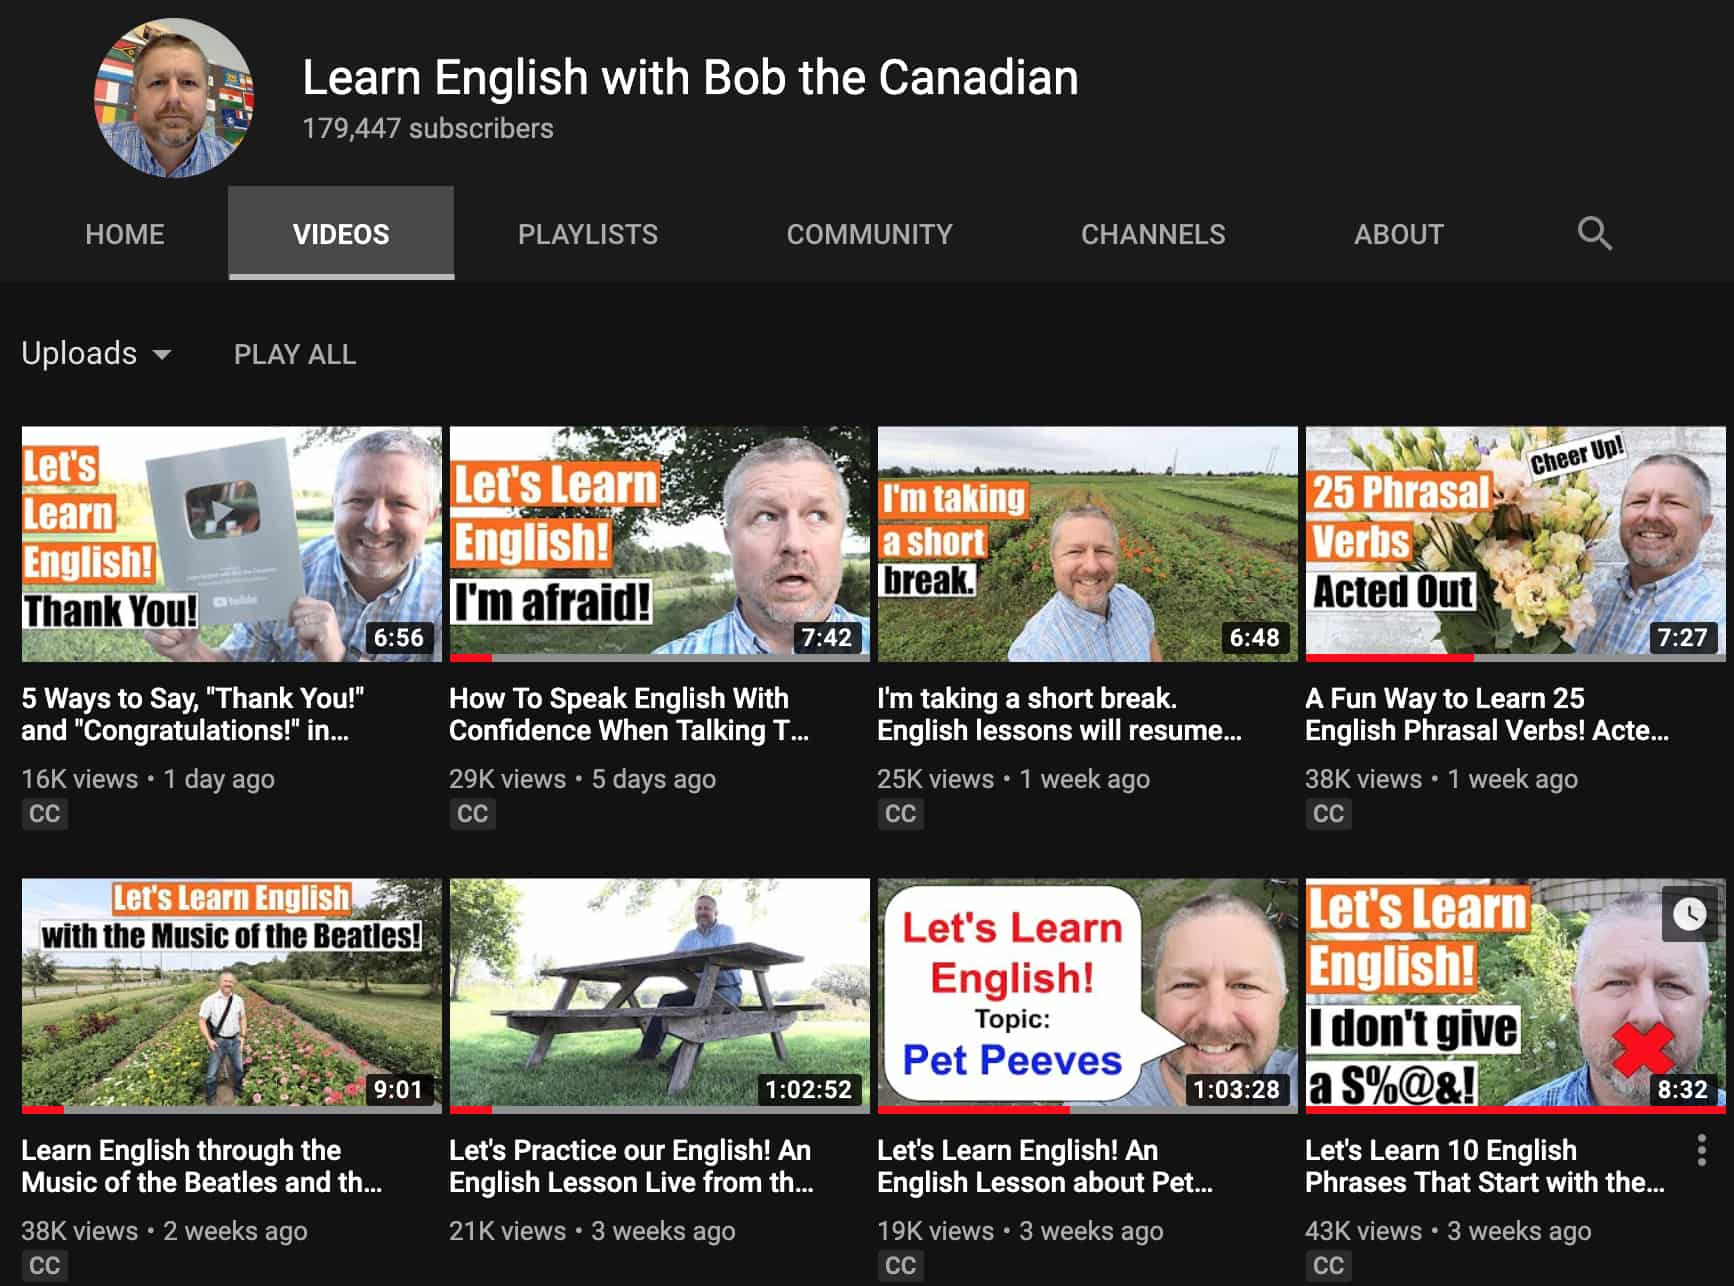 Learn English with Bob the Canadian
179,447 subscribers
HOME
VIDEOS
PLAYLISTS
COMMUNITY
CHANNELS
ABOUT
Uploads
PLAY ALL
Let's
Learn
English!
Thank You!
YouTube
6:56
Let's Learn
English!
I'm afraid!
7:42
I'm taking
a short
break.
6:48
Cheer Up!
25 Phrasal
Verbs
Acted Out
7:27
5 Ways to Say, "Thank You!"
and "Congratulations!" in...
16K views • 1 day ago
CC
How To Speak English With
Confidence When Talking T...
29K views • 5 days ago
CC
I'm taking a short break.
English lessons will resume...
25K views • 1 week ago
CC
A Fun Way to Learn 25
English Phrasal Verbs! Acte...
38K views • 1 week ago
CC
Let's Learn English
with the Music of the Beatles!
9:01
1:02:52
Let's Learn
English!
Topic:
Pet Peeves
1:03:28
Let's Learn
English!
I don't give
a S%@&!
8:32
Learn English through the
Music of the Beatles and th...
38K views • 2 weeks ago
CC
Let's Practice our English! An
English Lesson Live from th...
21K views • 3 weeks ago
Let's Learn English! An
English Lesson about Pet...
19K views • 3 weeks ago
CC
Let's Learn 10 English
Phrases That Start with the...
43K views • 3 weeks ago
CC